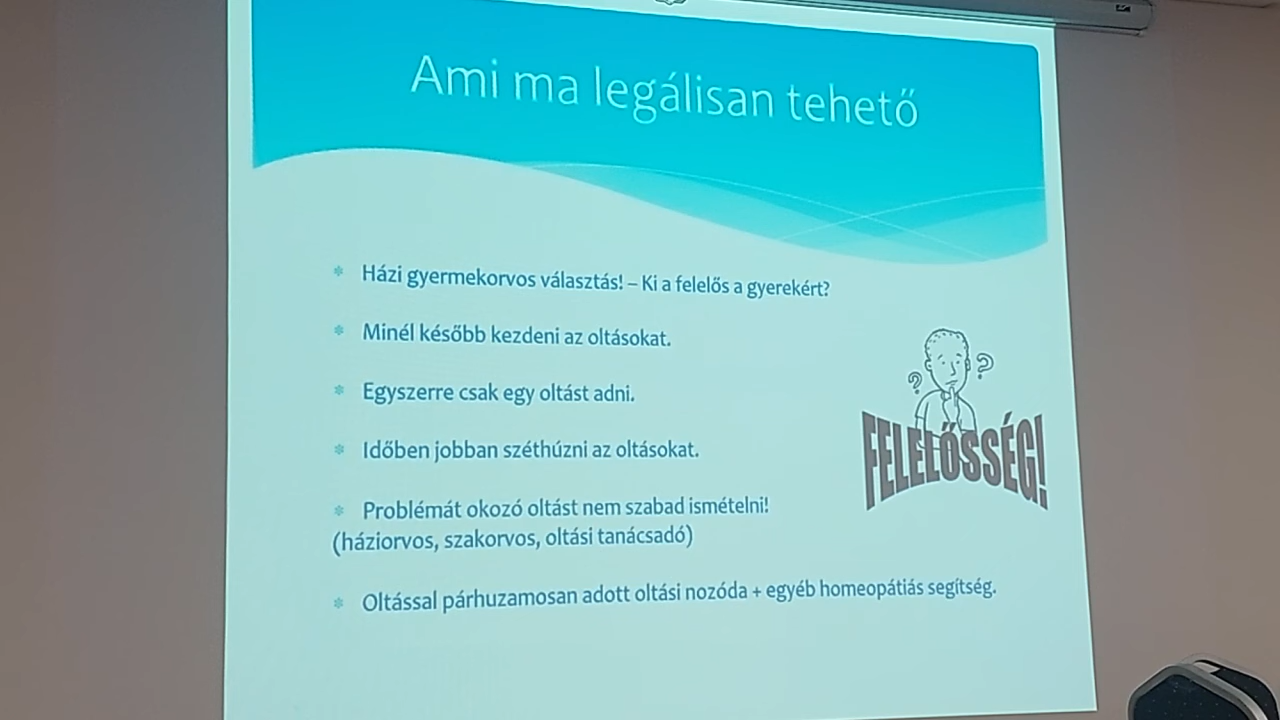 Ami ma legálisan tehető
Házi gyermekorvos választás! – Ki a felelős a gyerekért?
Minél később kezdeni az oltásokat.
Egyszerre csak egy oltást adni.
Időben jobban széthúzni az oltásokat.
Problémát okozó oltást nem szabad ismételni!
(háziorvos, szakorvos, oltási tanácsadó)
Oltással párhuzamosan adott oltási nozóda + egyéb homeopátiás segítség.
? ?
FELELŐSSÉG!